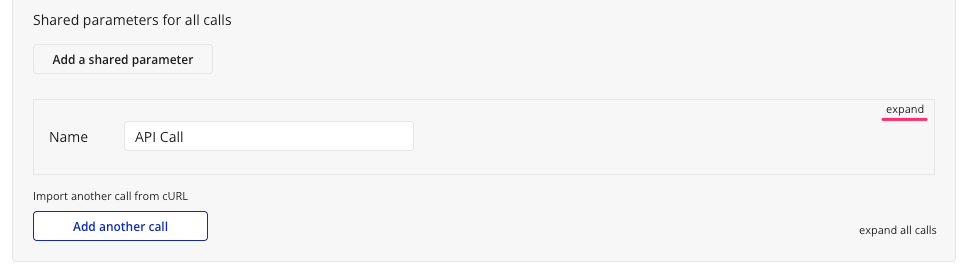 Shared parameters for all calls
Add a shared parameter
expand
Name API Call
Import another call from cURL
Add another call
expand all calls